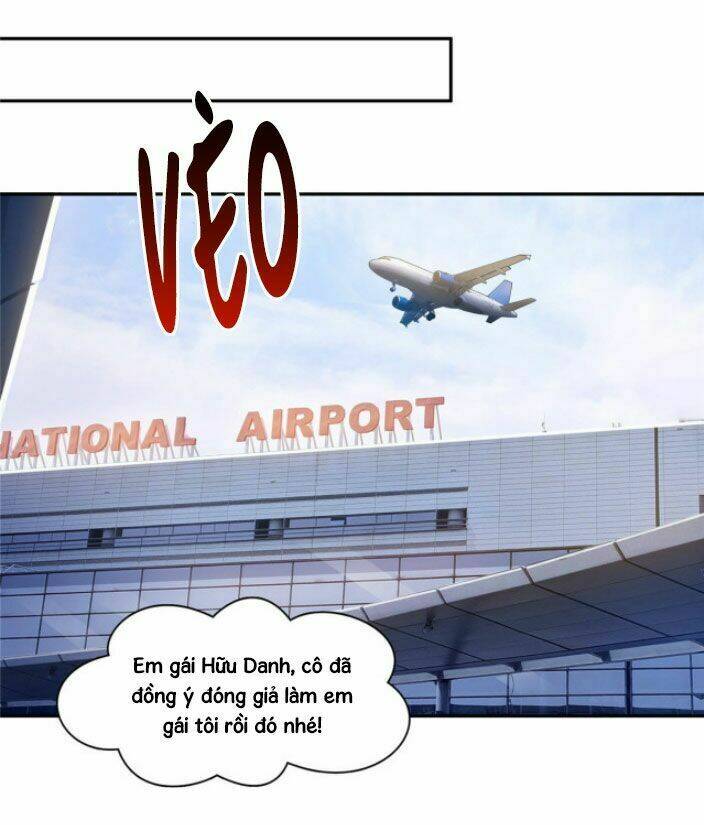 VÈO
NATIONAL AIRPORT
Em gái Hữu Danh, cô đã
đồng ý đóng giả làm em
gái tôi rồi đó nhé!